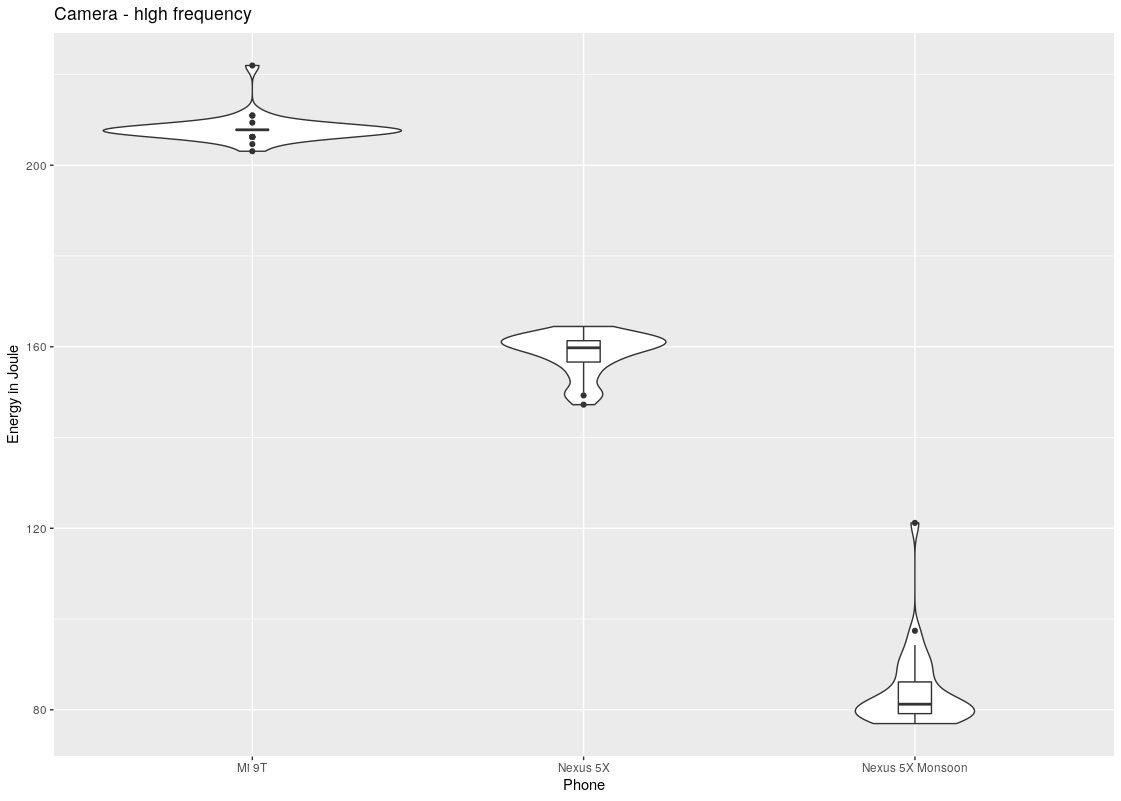 Camera - high frequency
Energy in Joule
200
160
120
80
MI 9T
Nexus 5X
Nexus 5X Monsoon
Phone